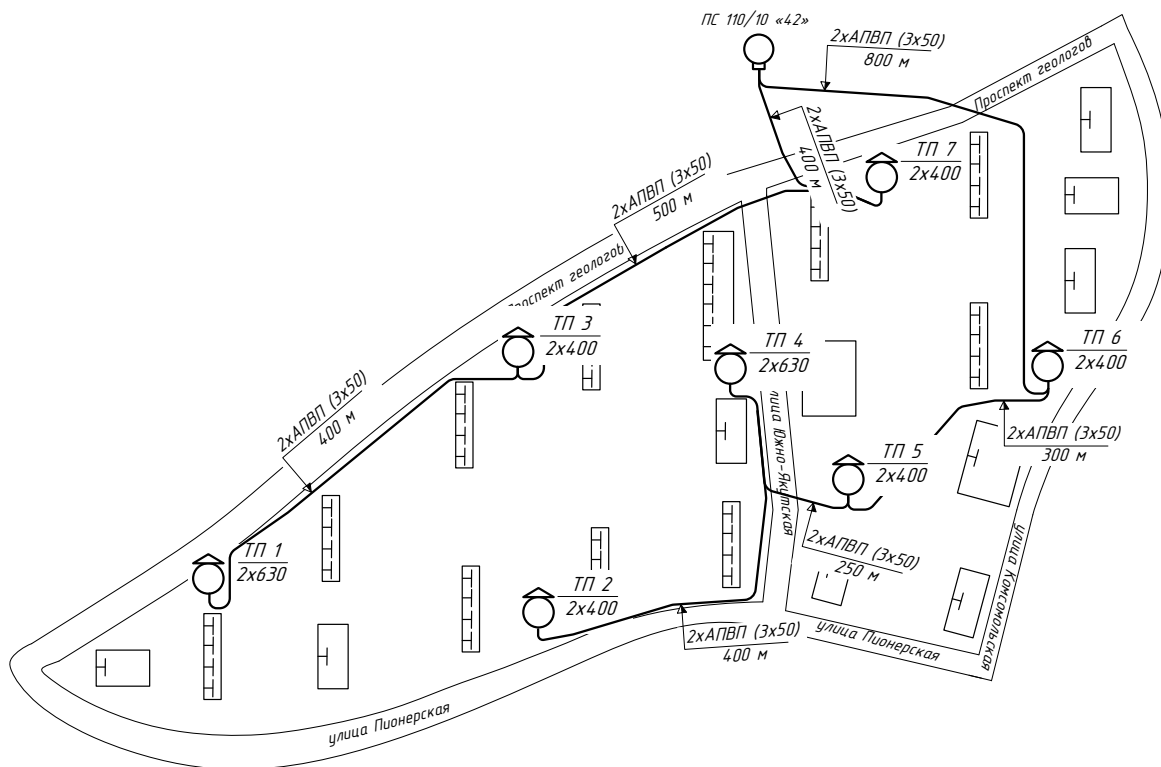 ПС 110/10 «42»
2хАПВП (3х50)
800 м
Проспект геологов
2хАПВП (3х50)
400 м
ТП 7
2х400
2хАПВП (3х50)
500 м
Проспект геологов
ТП 3
2х400
ТП 4
2х630
ТП 6
2х400
2хАПВП (3х50)
400 м
улица Южно-Якутская
2хАПВП (3х50)
300 м
ТП 5
2х400
ТП 1
2х630
2хАПВП (3х50)
250 м
ТП 2
2х400
улица Комсомольская
2хАПВП (3х50)
400 м
улица Пионерская
улица Пионерская